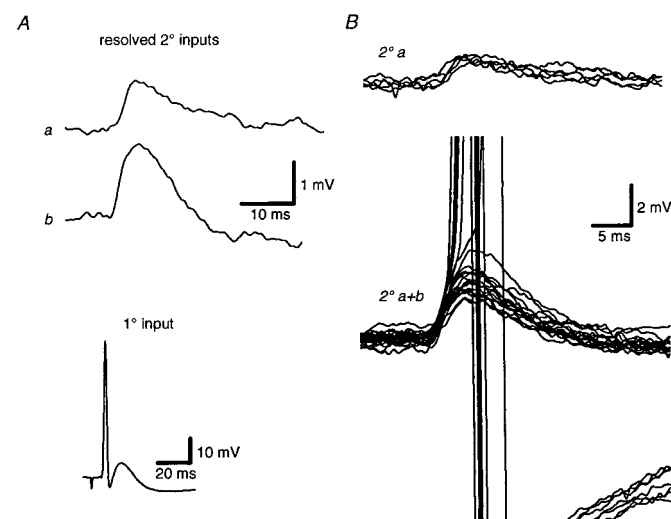 A
resolved 2° inputs
a
b
1 mV
10 ms
1° input
10 mV
20 ms
B
2° a
2 mV
5 ms
2° a+b